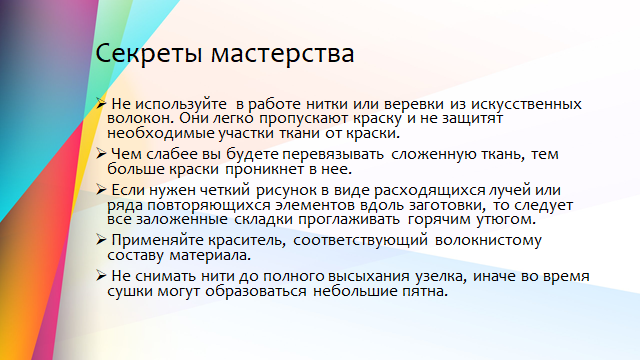 Секреты мастерства
Не используйте в работе нитки или веревки из искусственных
волокон. Они легко пропускают краску и не защитят
необходимые участки ткани от краски.
Чем слабее вы будете перевязывать сложенную ткань, тем
больше краски проникнет в нее.
Если нужен четкий рисунок в виде расходящихся лучей или
ряда повторяющихся элементов вдоль заготовки, то следует
все заложенные складки проглаживать горячим утюгом.
Применяйте краситель, соответствующий волокнистому
составу материала.
Не снимать нити до полного высыхания узелка, иначе во время
сушки могут образоваться небольшие пятна.